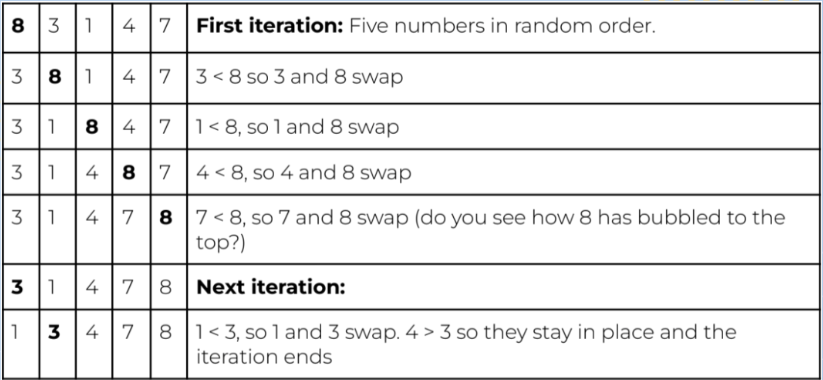 8 3 1 4 7 First iteration: Five numbers in random order.
3 8 1 4 7 3 < 8 so 3 and 8 swap
3 1 8 4 7 1 < 8, so 1 and 8 swap
3 1 4 8 7 4 < 8, so 4 and 8 swap
3 1 4 7 8 7 < 8, so 7 and 8 swap (do you see how 8 has bubbled to the
top?)
3 1 4 7 8 Next iteration:
1 3 4 7 8 1 < 3, so 1 and 3 swap. 4 > 3 so they stay in place and the
iteration ends